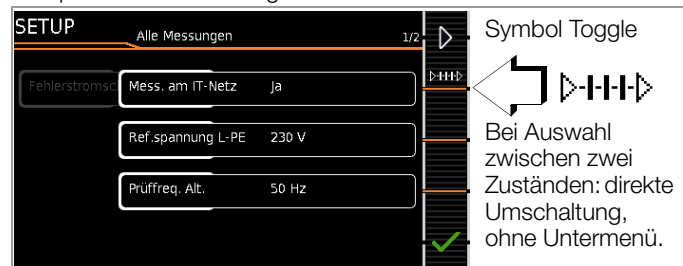 SETUP
Alle Messungen
1/2
Mess. am IT-Netz Ja
Ref.spannung L-PE 230 V
Prüffreq. Alt. 50 Hz
Symbol Toggle
Bei Auswahl
zwischen zwei
Zuständen: direkte
Umschaltung,
ohne Untermenü.